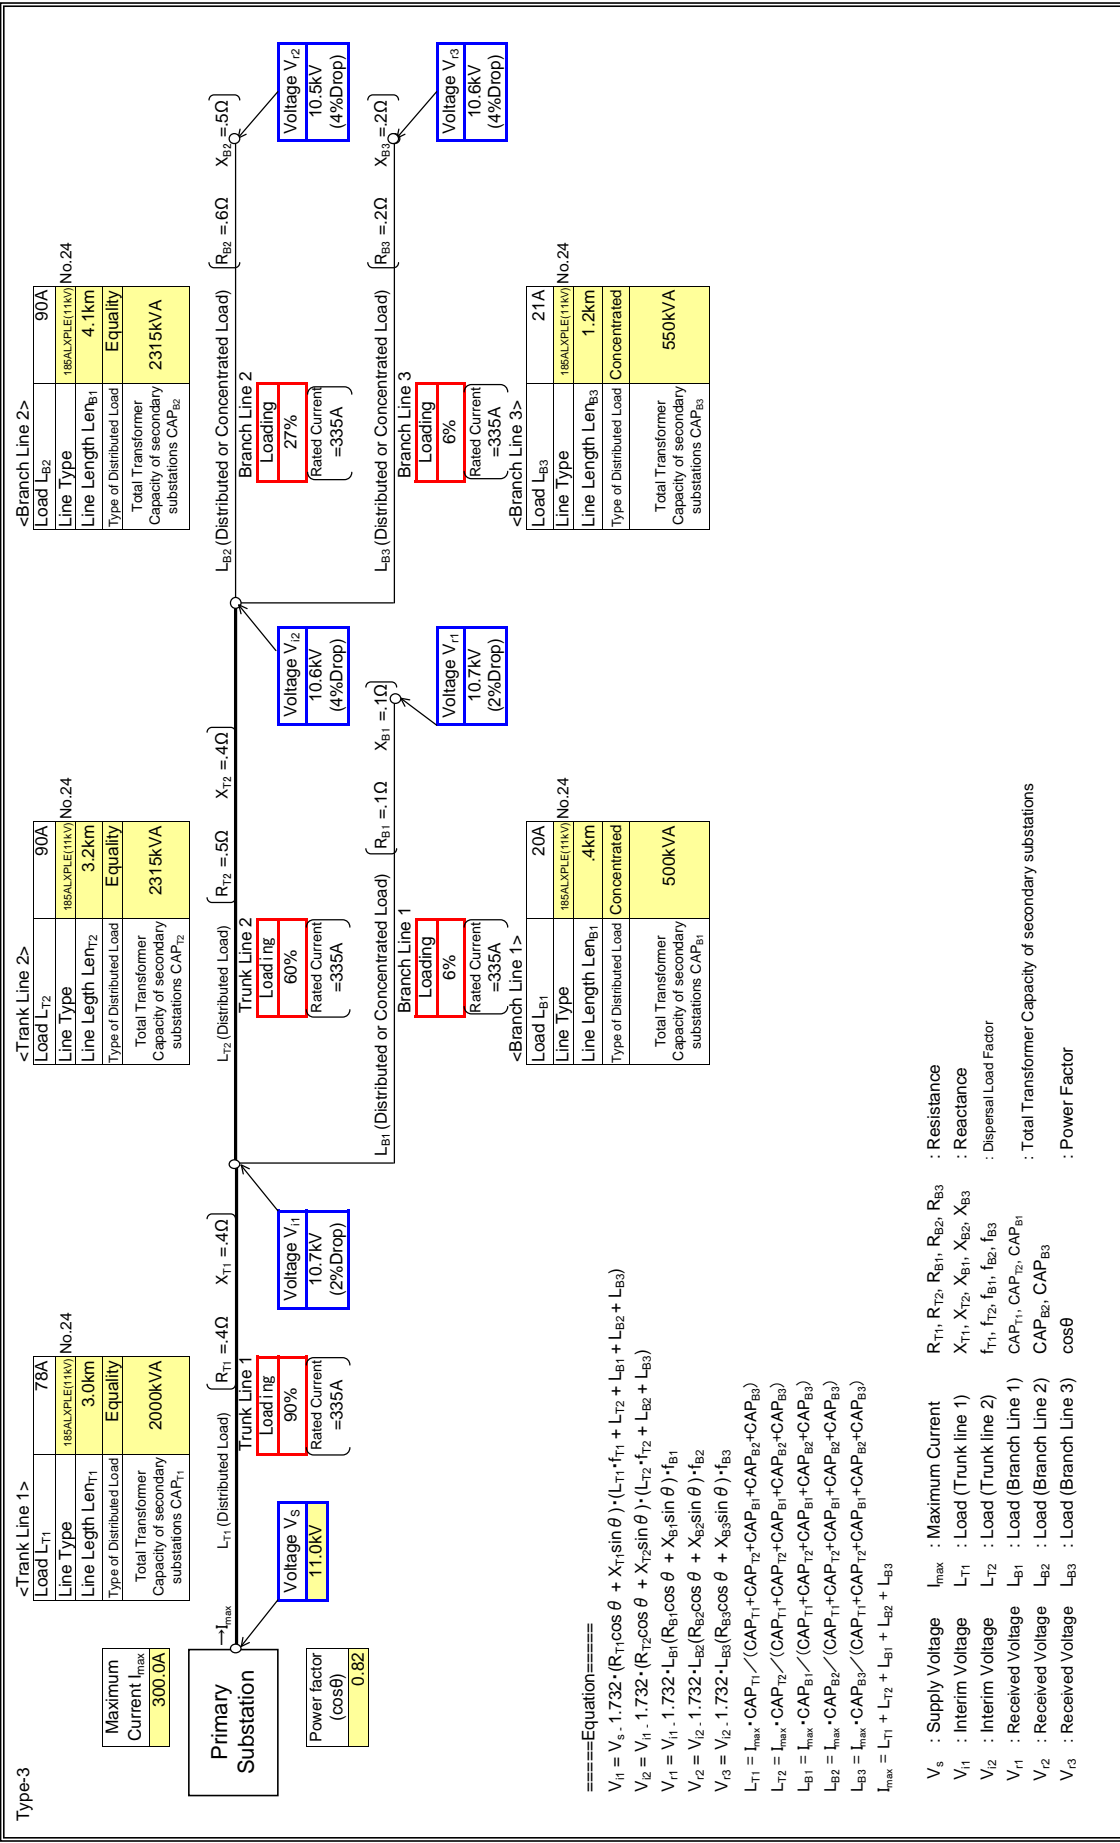 Type-3
Maximum
Current Imax
300.0A
Primary
Substation
Power factor
(cosθ)
0.82
→Imax
Voltage Vs
11.0kV
<Trank Line 1>
Load LT1 78A
Line Type 185ALXPLE(11kV) No.24
Line Legth LenT1 3.0km
Type of Distributed Load Equality
Total Transformer
Capacity of secondary
substations CAPT1
2000kVA
LT1 (Distributed Load) RT1 =.4Ω XT1 =.4Ω
Trunk Line 1
Loading
90%
Rated Current
=335A
Voltage Vi1
10.7kV
(2%Drop)
<Trank Line 2>
Load LT2 90A
Line Type 185ALXPLE(11kV) No.24
Line Legth LenT2 3.2km
Type of Distributed Load Equality
Total Transformer
Capacity of secondary
substations CAPT2
2315kVA
LT2 (Distributed Load) RT2 =.5Ω XT2 =.4Ω
Trunk Line 2
Loading
60%
Rated Current
=335A
Voltage Vi2
10.6kV
(4%Drop)
LB1 (Distributed or Concentrated Load) RB1 =.1Ω XB1 =.1Ω
Branch Line 1
Loading
6%
Rated Current
=335A
Voltage Vr1
10.7kV
(2%Drop)
<Branch Line 1>
Load LB1 20A
Line Type 185ALXPLE(11kV) No.24
Line Length LenB1 .4km
Type of Distributed Load Concentrated
Total Transformer
Capacity of secondary
substations CAPB1
500kVA
<Branch Line 2>
Load LB2 90A
Line Type 185ALXPLE(11kV) No.24
Line Length LenB1 4.1km
Type of Distributed Load Equality
Total Transformer
Capacity of secondary
substations CAPB2
2315kVA
LB2 (Distributed or Concentrated Load) RB2 =.6Ω XB2 =.5Ω
Branch Line 2
Loading
27%
Rated Current
=335A
Voltage Vr2
10.5kV
(4%Drop)
LB3 (Distributed or Concentrated Load) RB3 =.2Ω XB3 =.2Ω
Branch Line 3
Loading
6%
Rated Current
=335A
Voltage Vr3
10.6kV
(4%Drop)
<Branch Line 3>
Load LB3 21A
Line Type 185ALXPLE(11kV) No.24
Line Length LenB3 1.2km
Type of Distributed Load Concentrated
Total Transformer
Capacity of secondary
substations CAPB3
550kVA
=====Equation=====
Vi1 = Vs - 1.732・(RT1cos θ + XT1sin θ)・(LT1・fT1 + LT2 + LB1 + LB2 + LB3)
Vi2 = Vi1 - 1.732・(RT2cos θ + XT2sin θ)・(LT2・fT2 + LB2 + LB3)
Vr1 = Vi1 - 1.732・LB1(RB1cos θ + XB1sin θ)・fB1
Vr2 = Vi2 - 1.732・LB2(RB2cos θ + XB2sin θ)・fB2
Vr3 = Vi2 - 1.732・LB3(RB3cos θ + XB3sin θ)・fB3
LT1 = Imax・CAPT1／(CAPT1+CAPT2+CAPB1+CAPB2+CAPB3)
LT2 = Imax・CAPT2／(CAPT1+CAPT2+CAPB1+CAPB2+CAPB3)
LB1 = Imax・CAPB1／(CAPT1+CAPT2+CAPB1+CAPB2+CAPB3)
LB2 = Imax・CAPB2／(CAPT1+CAPT2+CAPB1+CAPB2+CAPB3)
LB3 = Imax・CAPB3／(CAPT1+CAPT2+CAPB1+CAPB2+CAPB3)
Imax = LT1 + LT2 + LB1 + LB2 + LB3
Vs : Supply Voltage Imax : Maximum Current RT1, RT2, RB1, RB2, RB3 : Resistance
Vi1 : Interim Voltage LT1 : Load (Trunk line 1) XT1, XT2, XB1, XB2, XB3 : Reactance
Vi2 : Interim Voltage LT2 : Load (Trunk line 2) fT1, fT2, fB1, fB2, fB3 : Dispersal Load Factor
Vr1 : Received Voltage LB1 : Load (Branch Line 1) CAPT1, CAPT2, CAPB1
Vr2 : Received Voltage LB2 : Load (Branch Line 2) CAPB2, CAPB3 : Total Transformer Capacity of secondary substations
Vr3 : Received Voltage LB3 : Load (Branch Line 3) cosθ : Power Factor